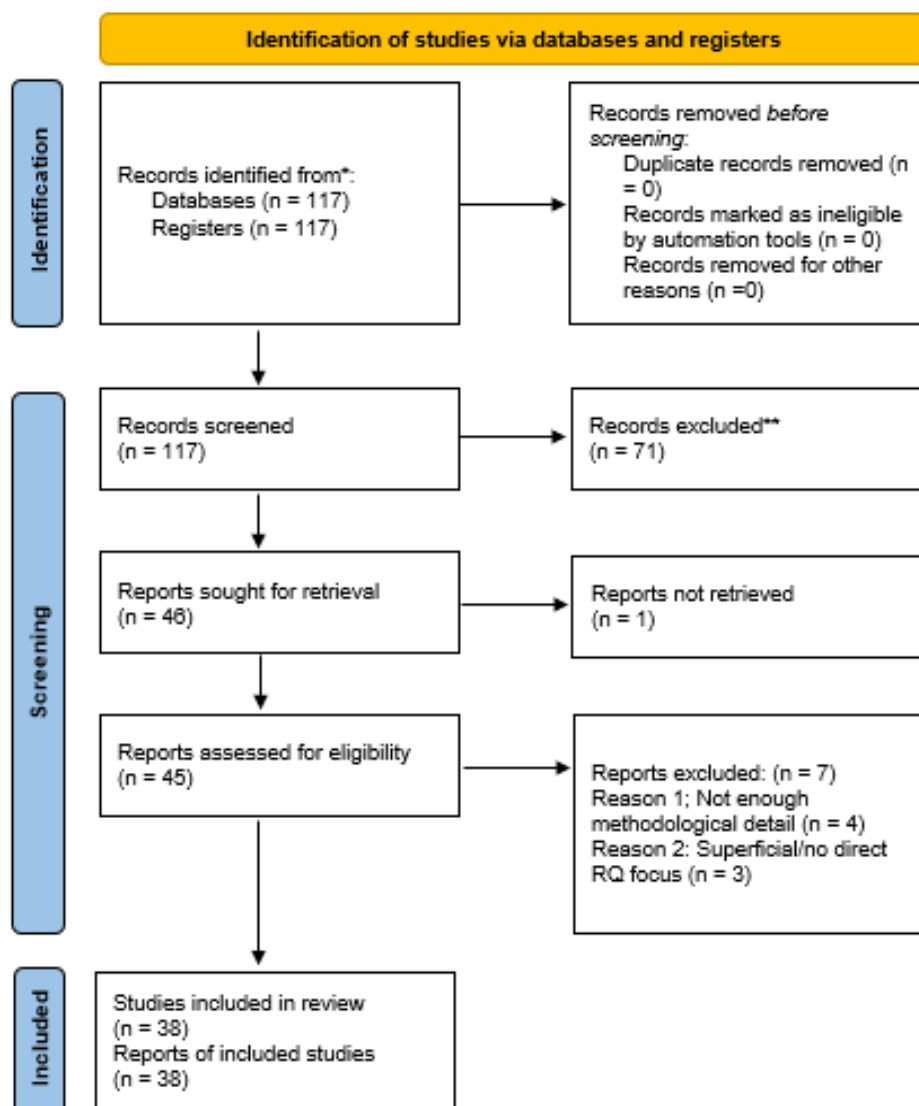 Identification of studies via databases and registers
Identification
Records identified from*:
Databases (n = 117)
Registers (n = 117)
Records removed before
screening:
Duplicate records removed (n
= 0)
Records marked as ineligible
by automation tools (n = 0)
Records removed for other
reasons (n =0)
Screening
Records screened
(n = 117)
Records excluded**
(n = 71)
Reports sought for retrieval
(n = 46)
Reports not retrieved
(n = 1)
Reports assessed for eligibility
(n = 45)
Reports excluded: (n = 7)
Reason 1; Not enough
methodological detail (n = 4)
Reason 2: Superficial/no direct
RQ focus (n = 3)
Included
Studies included in review
(n = 38)
Reports of included studies
(n = 38)